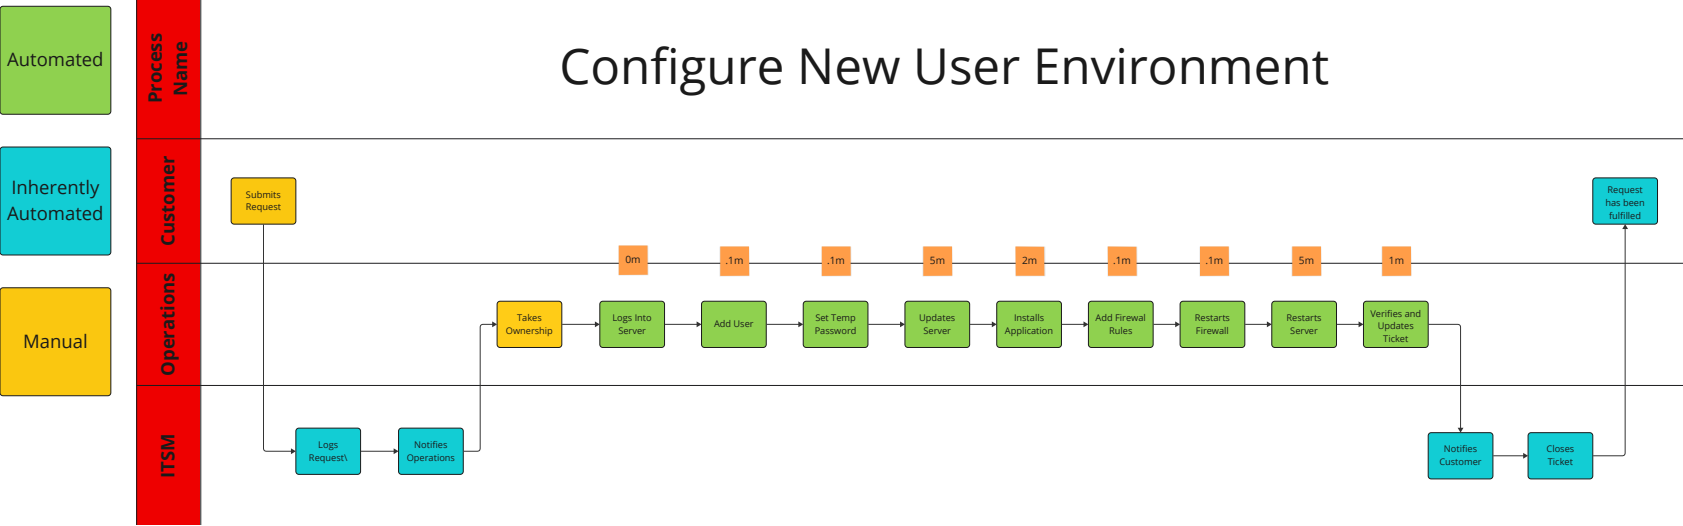 Automated
Inherently
Automated
Manual
Process
Name
Configure New User Environment
Customer
Submits
Request
Request
has been
fulfilled
0m
.1m
.1m
5m
2m
.1m
.1m
5m
1m
Operations
Takes
Ownership
Logs Into
Server
Add User
Set Temp
Password
Updates
Server
Installs
Application
Add Firewal
Rules
Restarts
Firewall
Restarts
Server
Verifies and
Updates
Ticket
ITSM
Logs
Request\
Notifies
Operations
Notifies
Customer
Closes
Ticket